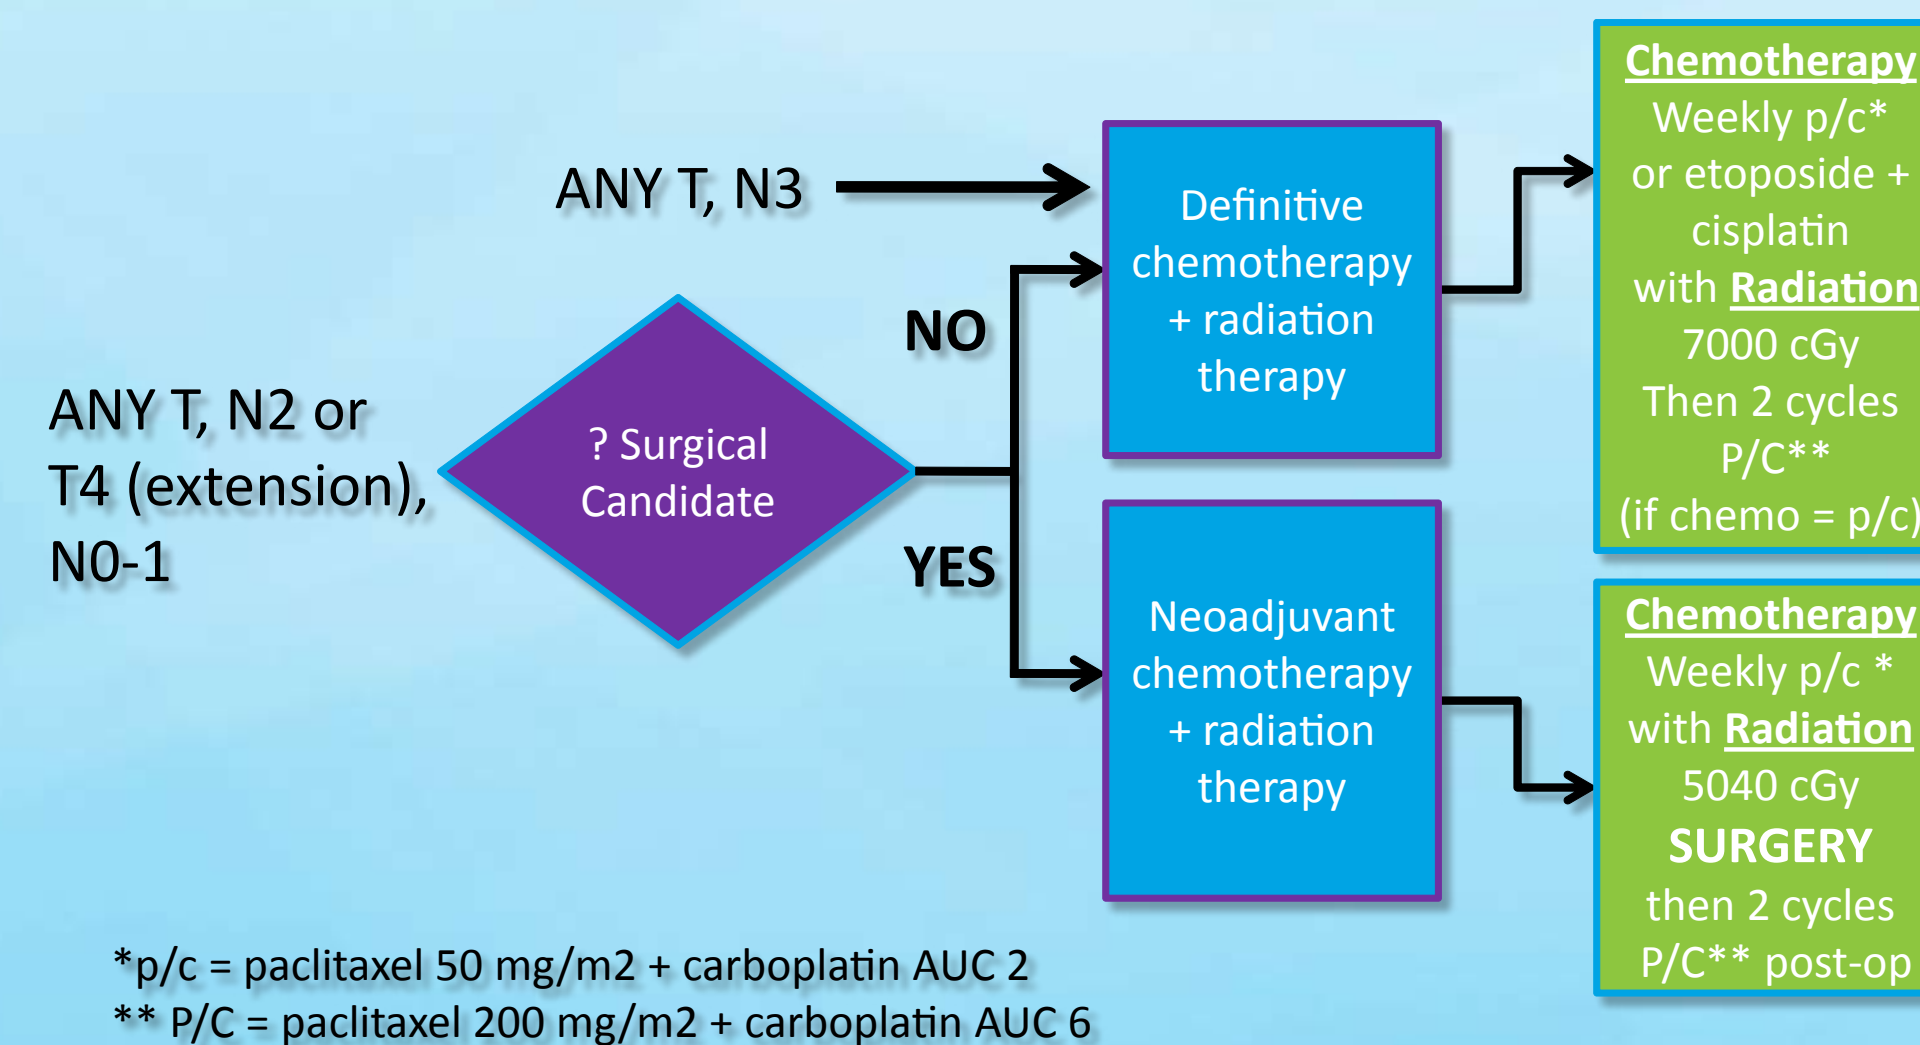 ANY T, N3
ANY T, N2 or
T4 (extension),
N0-1
? Surgical
Candidate
NO
YES
Definitive
chemotherapy
+ radiation
therapy
Neoadjuvant
chemotherapy
+ radiation
therapy
Chemotherapy
Weekly p/c*
or etoposide +
cisplatin
with Radiation
7000 cGy
Then 2 cycles
P/C**
(if chemo = p/c)
Chemotherapy
Weekly p/c *
with Radiation
5040 cGy
SURGERY
then 2 cycles
P/C** post-op
*p/c = paclitaxel 50 mg/m2 + carboplatin AUC 2
** P/C = paclitaxel 200 mg/m2 + carboplatin AUC 6